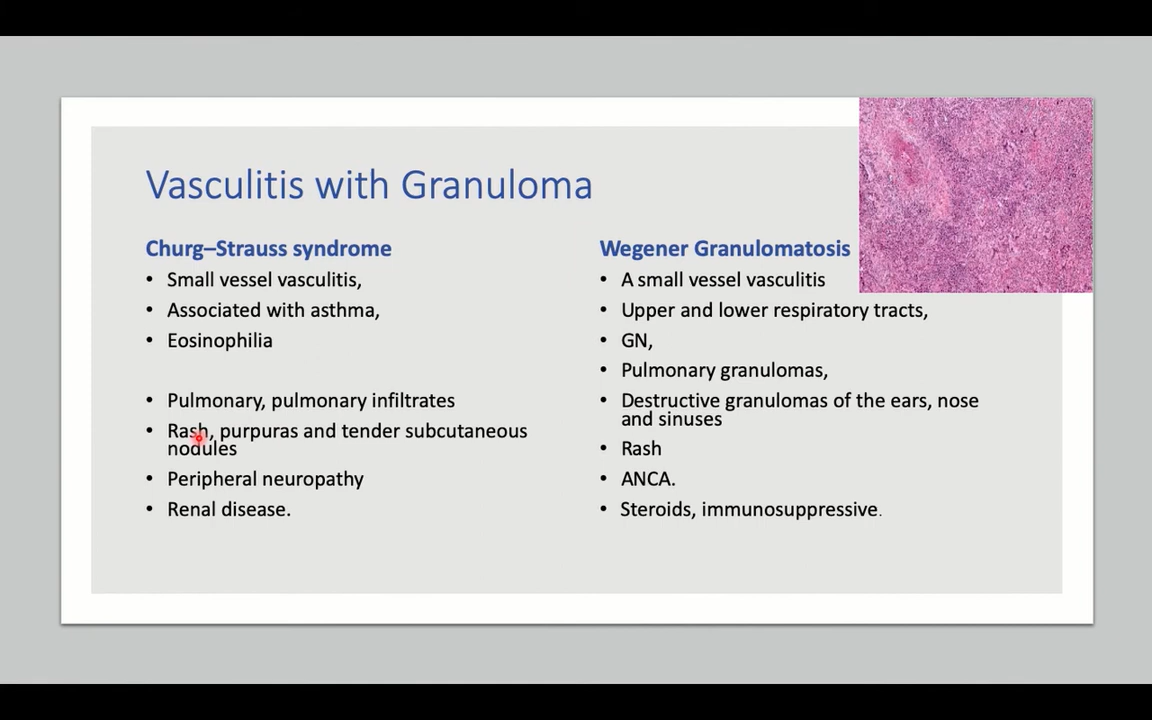 Vasculitis with Granuloma
Churg–Strauss syndrome
• Small vessel vasculitis,
• Associated with asthma,
• Eosinophilia
• Pulmonary, pulmonary infiltrates
• Rash, purpuras and tender subcutaneous
nodules
• Peripheral neuropathy
• Renal disease.
Wegener Granulomatosis
• A small vessel vasculitis
• Upper and lower respiratory tracts,
• GN,
• Pulmonary granulomas,
• Destructive granulomas of the ears, nose
and sinuses
• Rash
• ANCA.
• Steroids, immunosuppressive.